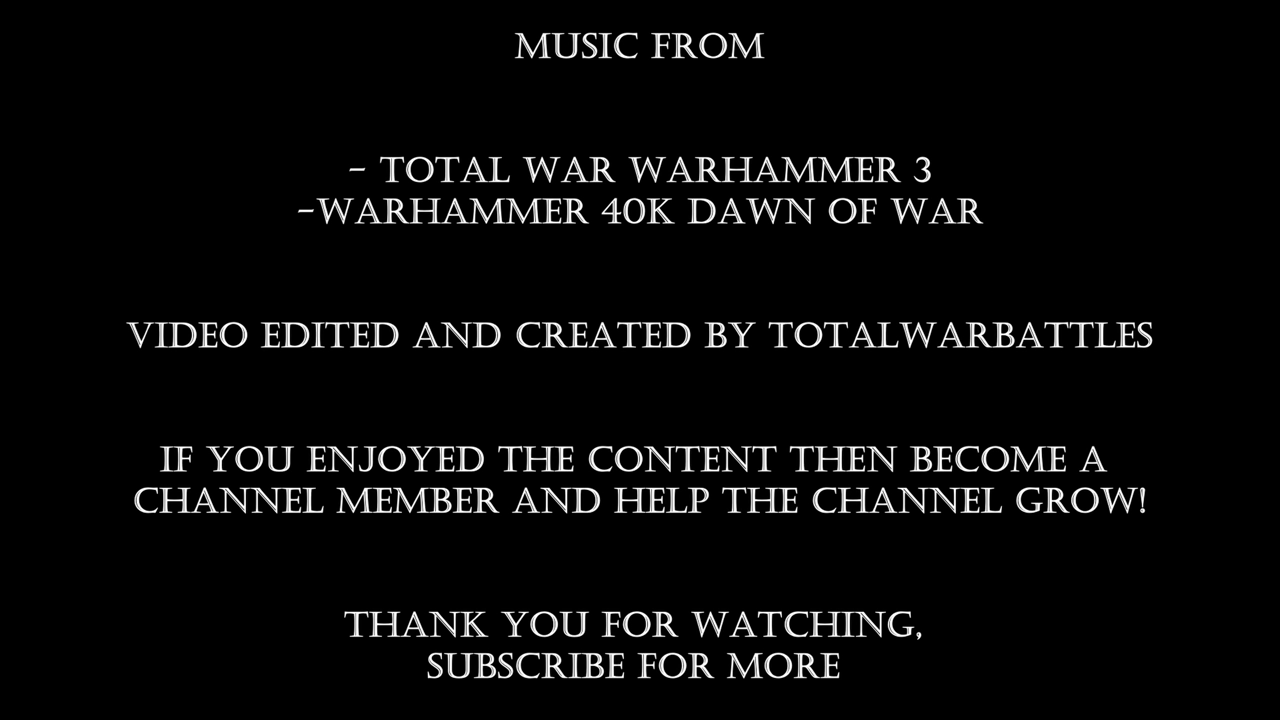 MUSIC FROM
- TOTAL WAR WARHAMMER 3
-WARHAMMER 40K DAWN OF WAR
VIDEO EDITED AND CREATED BY TOTALWARBATTLES
IF YOU ENJOYED THE CONTENT THEN BECOME A
CHANNEL MEMBER AND HELP THE CHANNEL GROW!
THANK YOU FOR WATCHING,
SUBSCRIBE FOR MORE